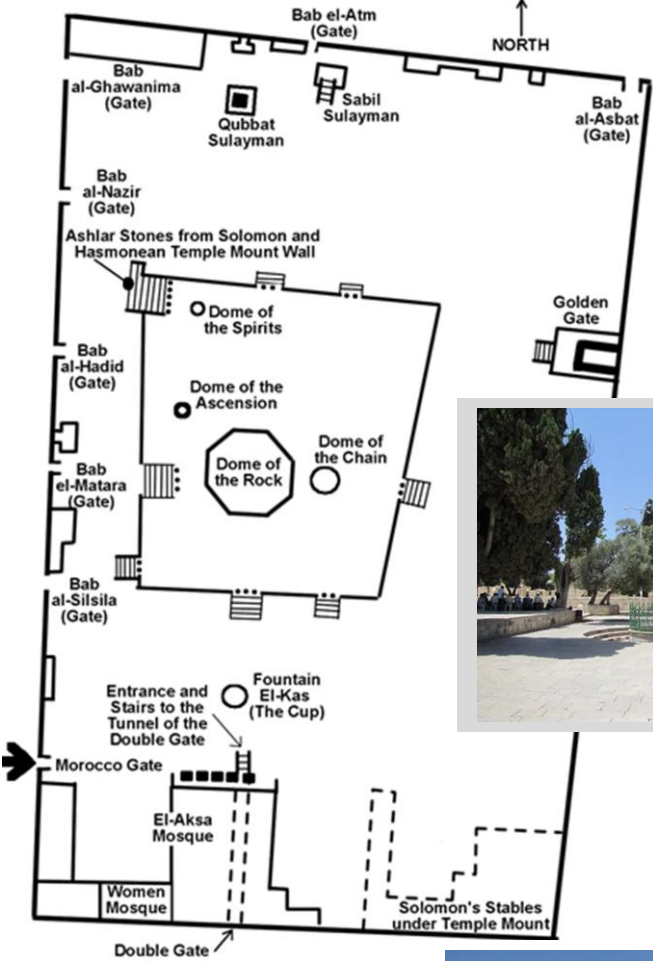 Bab el-Atm
(Gate)
NORTH
Bab
al-Ghawanima
(Gate)
Qubbat
Sulayman
Sabil
Sulayman
Bab
al-Asbat
(Gate)
Bab
al-Nazir
(Gate)
Ashlar Stones from Solomon and
Hasmonean Temple Mount Wall
Dome of
the Spirits
Golden
Gate
Bab
al-Hadid
(Gate)
Dome of the
Ascension
Dome of
the Rock
Dome of
the Chain
Bab
el-Matara
(Gate)
Bab
al-Silsila
(Gate)
Fountain
El-Kas
(The Cup)
Entrance and
Stairs to the
Tunnel of the
Double Gate
Morocco Gate
El-Aksa
Mosque
Women
Mosque
Solomon's Stables
under Temple Mount
Double Gate